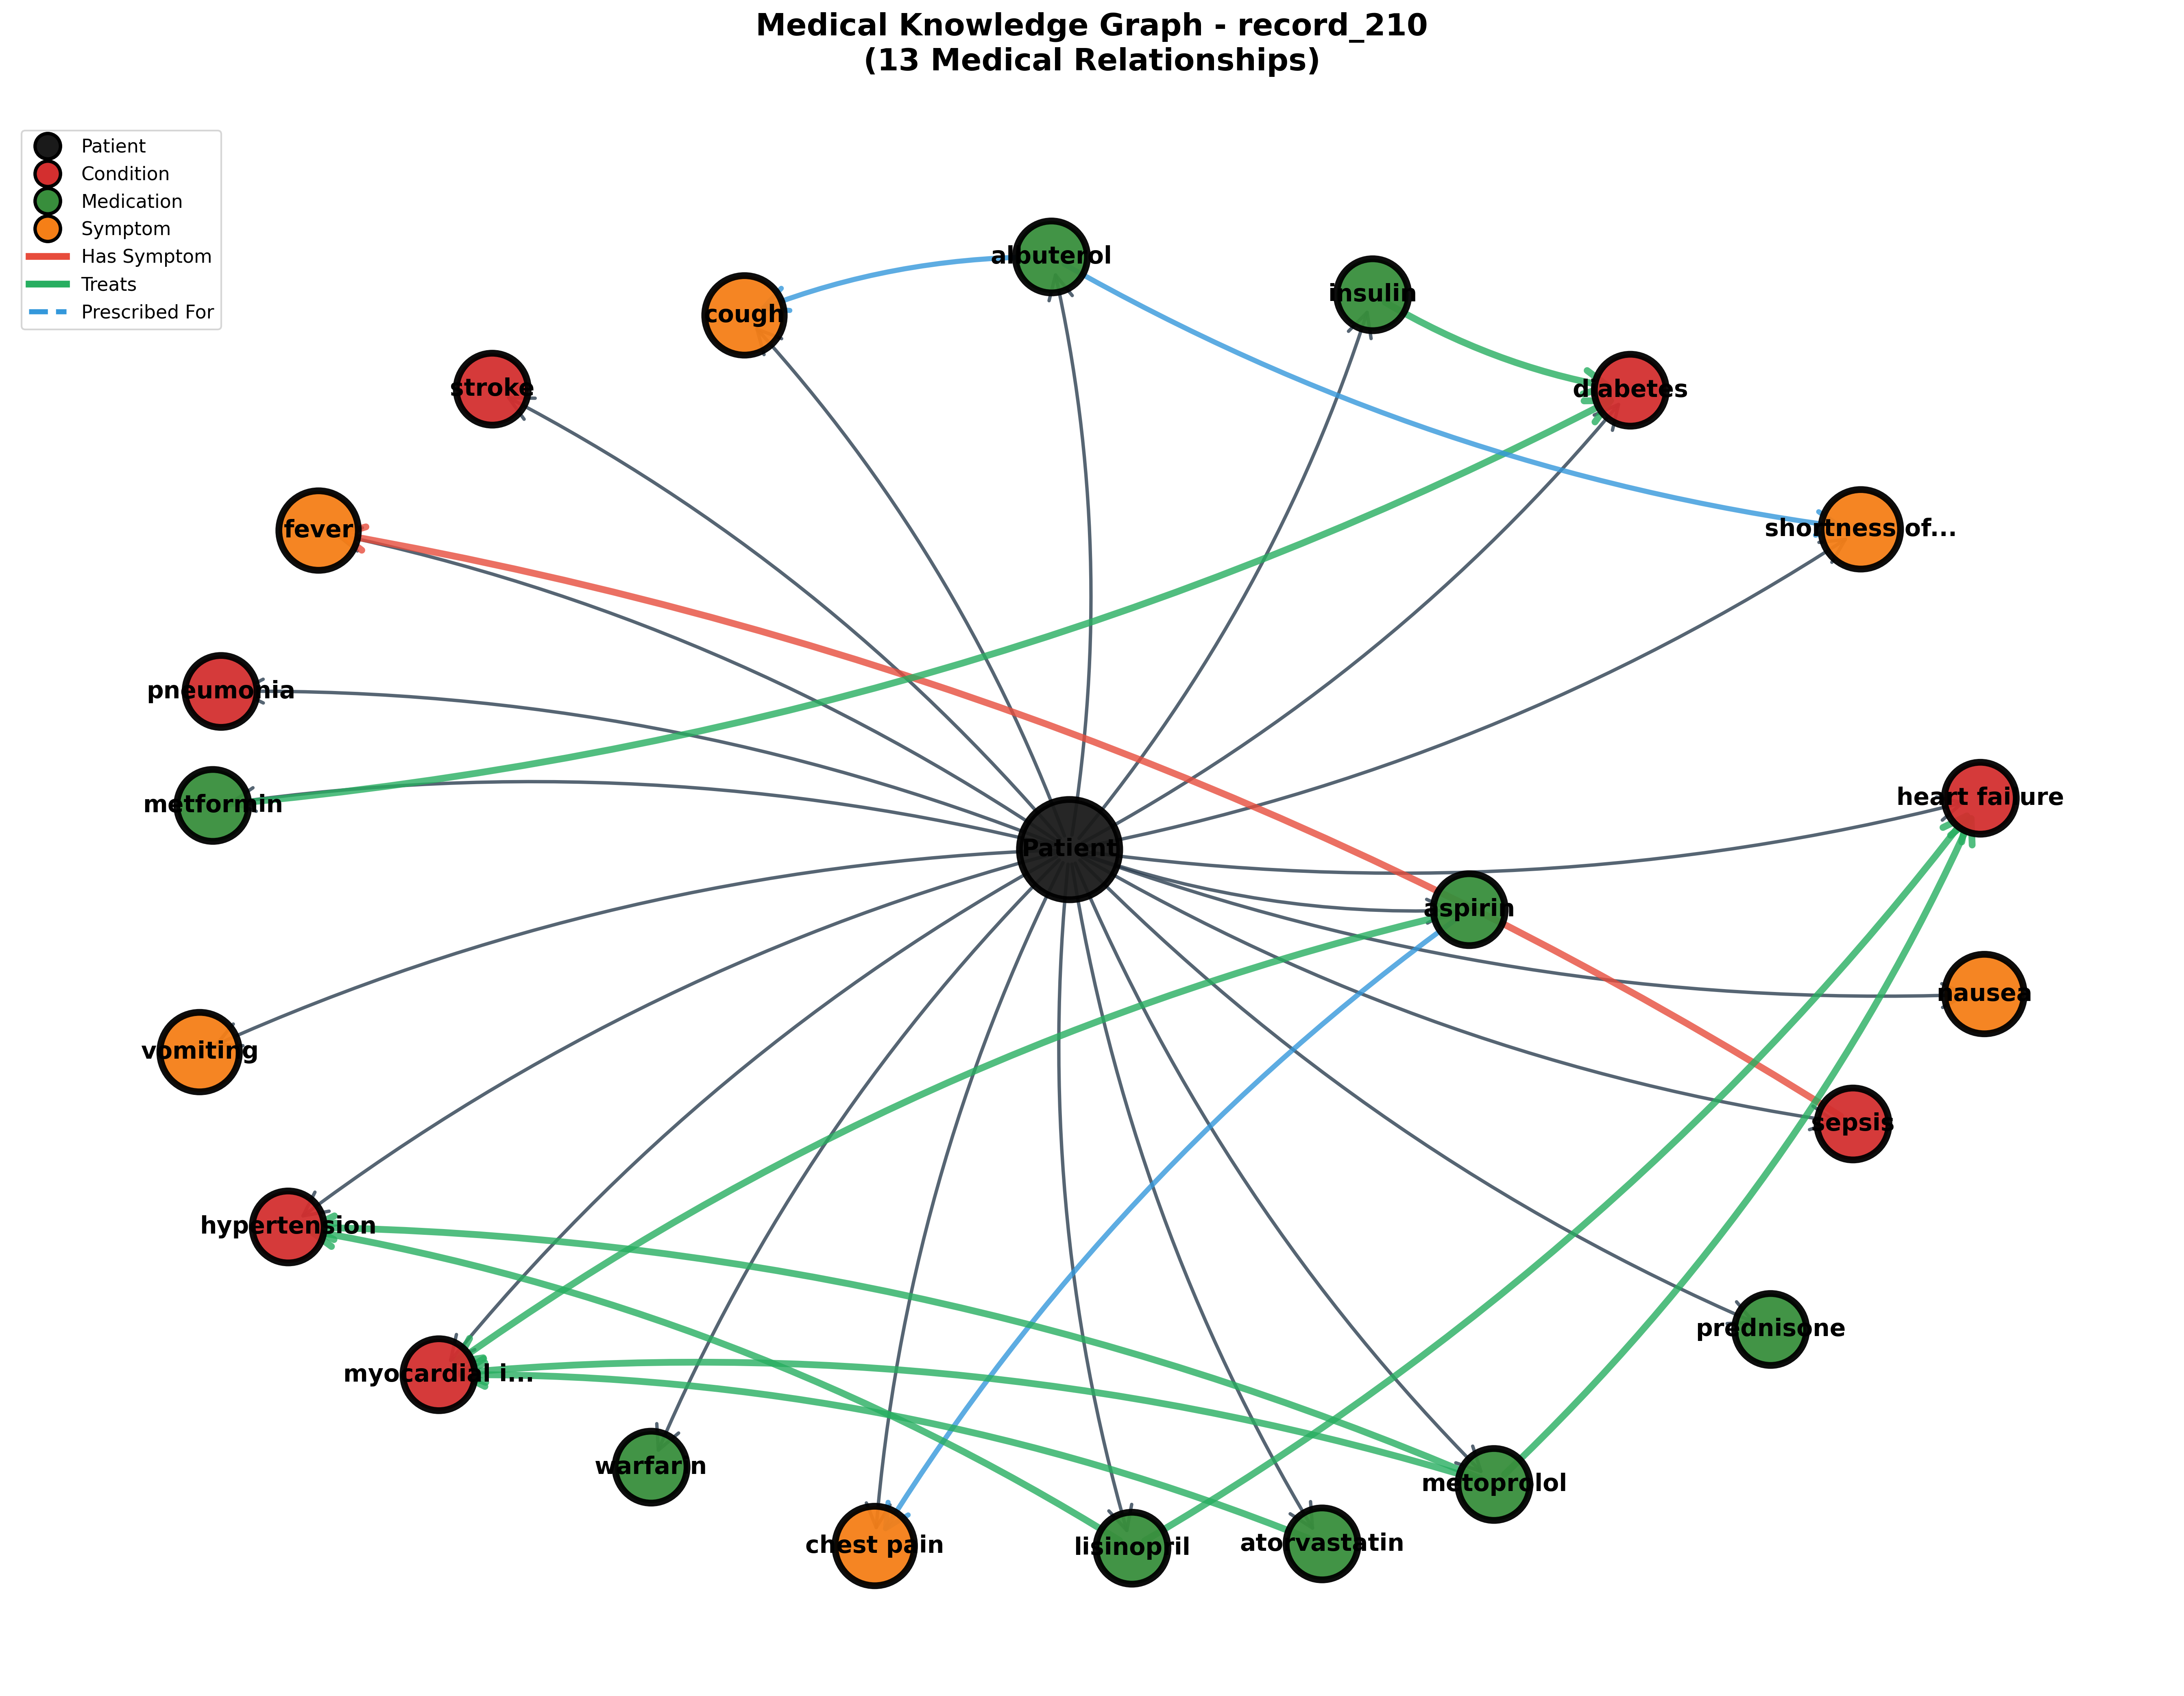 Medical Knowledge Graph - record_210
(13 Medical Relationships)
Patient
Condition
Medication
Symptom
Has Symptom
Treats
Prescribed For
albuterol
insulin
cough
stroke
diabetes
fever
shortness of...
pneumonia
metformin
heart failure
Patient
aspirin
nausea
vomiting
sepsis
hypertension
prednisone
myocardial i...
warfarin
metoprolol
chest pain
lisinopril
atorvastatin